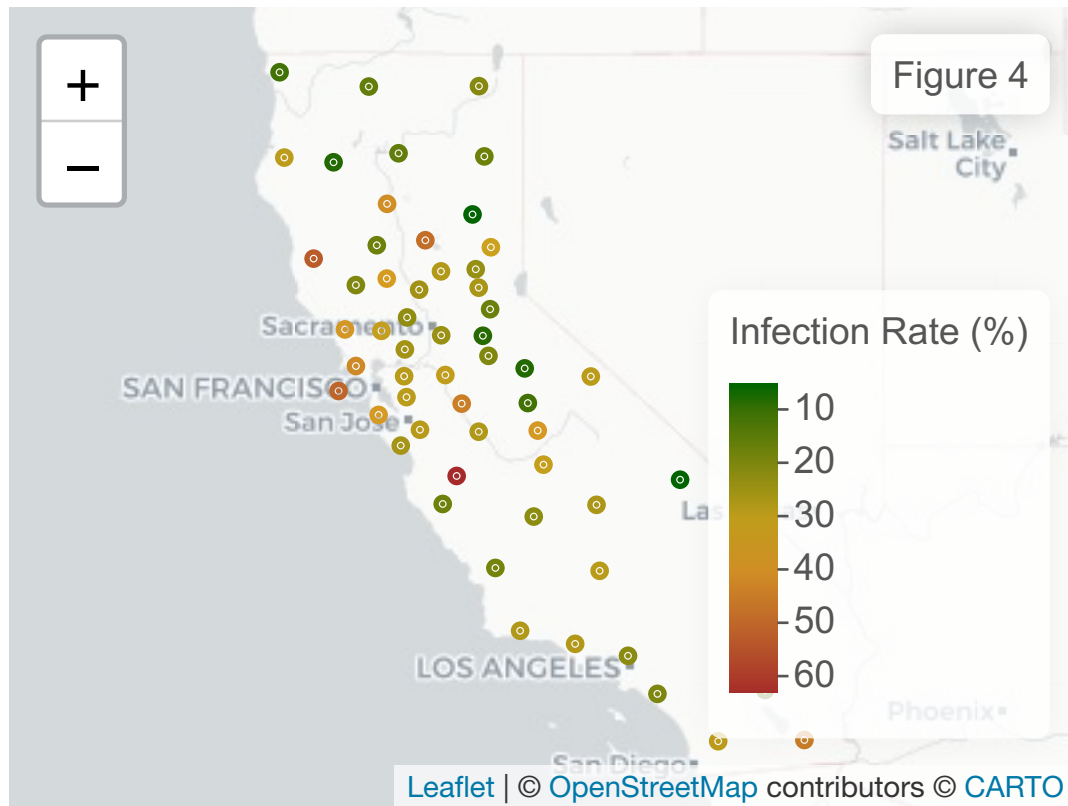 +
Figure 4
−
Salt Lake
City
Sacramento
Infection Rate (%)
SAN FRANCISCO
San Jose
10
20
Las
30
40
50
LOS ANGELES
60
Phoenix
San Diego
Leaflet | © OpenStreetMap contributors © CARTO